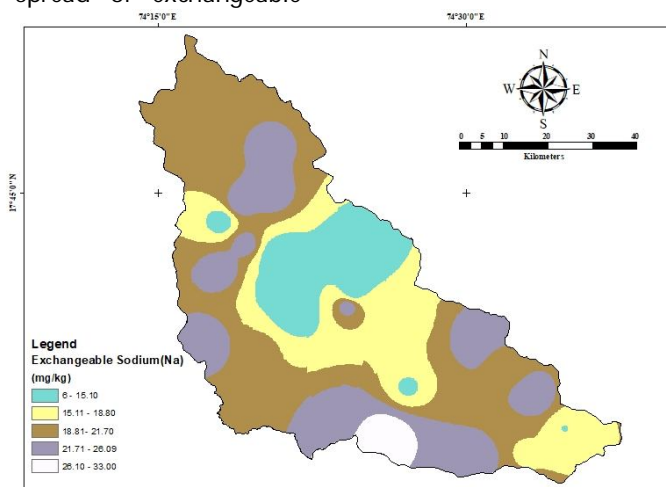 spread of exchangeable
74°15'0"E 74°30'0"E
N
W E
S
0 5 10 20 30 40
Kilometers
17°45'0"N
Legend
Exchangeable Sodium(Na)
(mg/kg)
6 - 15.10
15.11 - 18.80
18.81 - 21.70
21.71 - 26.09
26.10 - 33.00